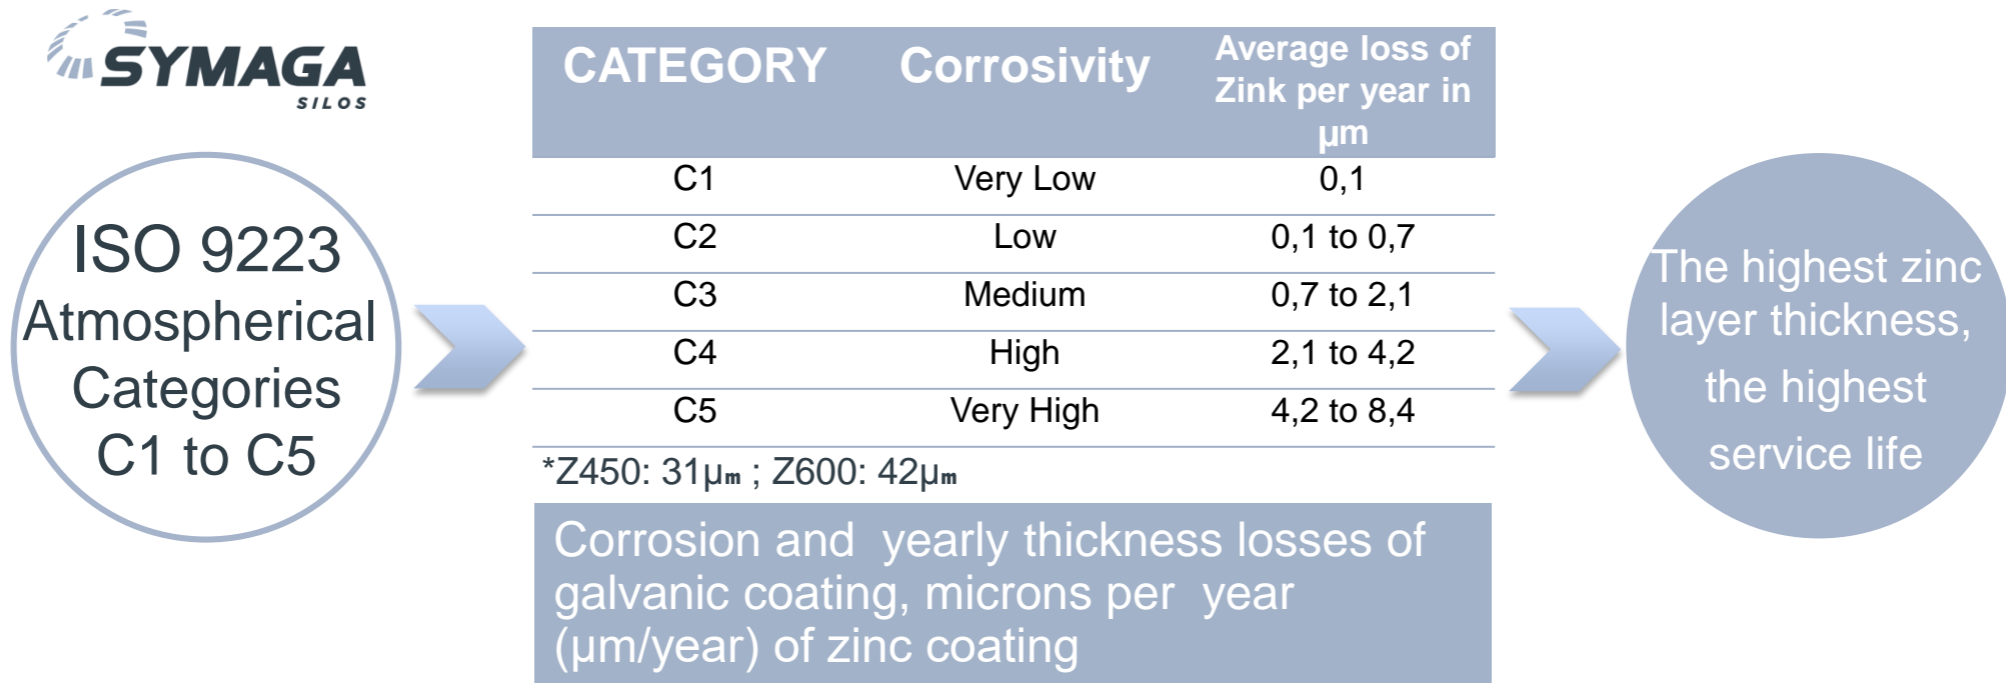 SYMAGA
SILOS
ISO 9223
Atmospherical
Categories
C1 to C5
CATEGORY Corrosivity Average loss of
Zink per year in
µm
C1 Very Low 0,1
C2 Low 0,1 to 0,7
C3 Medium 0,7 to 2,1
C4 High 2,1 to 4,2
C5 Very High 4,2 to 8,4
*Z450: 31µm ; Z600: 42µm
Corrosion and yearly thickness losses of
galvanic coating, microns per year
(µm/year) of zinc coating
The highest zinc
layer thickness,
the highest
service life